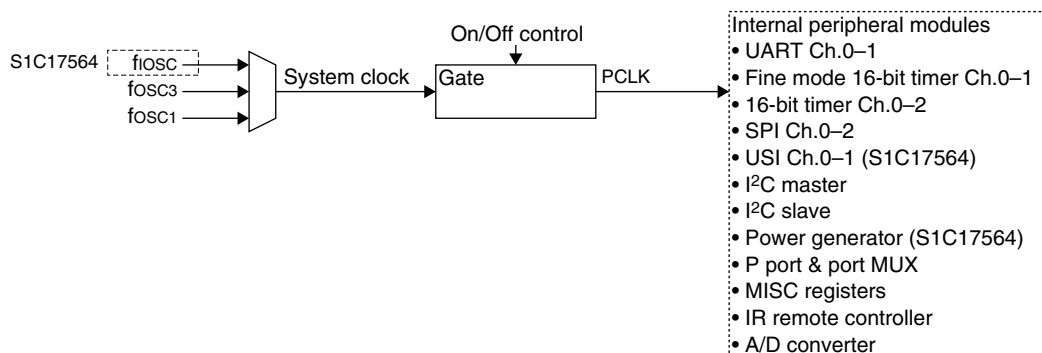 On/Off control
S1C17564
fIOSC
fOSC3
fOSC1
System clock
Gate
PCLK
Internal peripheral modules
• UART Ch.0–1
• Fine mode 16-bit timer Ch.0–1
• 16-bit timer Ch.0–2
• SPI Ch.0–2
• USI Ch.0–1 (S1C17564)
• I2C master
• I2C slave
• Power generator (S1C17564)
• P port & port MUX
• MISC registers
• IR remote controller
• A/D converter